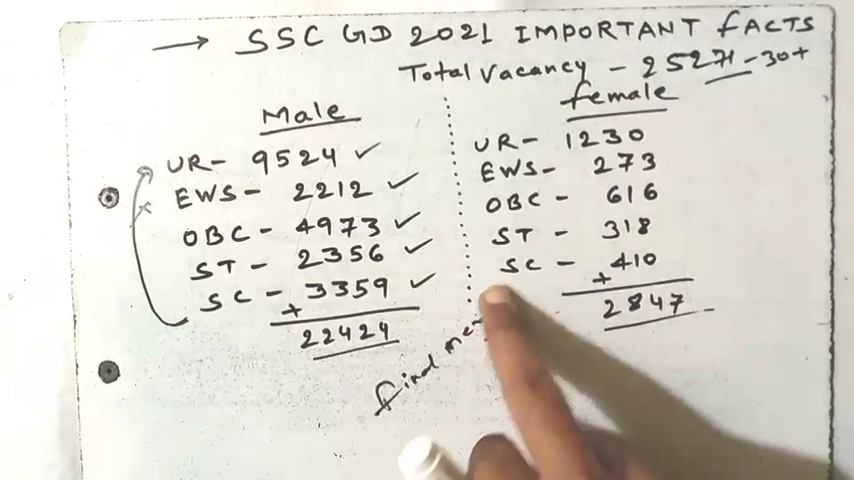 → SSC GD 2021 IMPORTANT FACTS
Total Vacancy - 25271 - 30+
Male
UR - 9524 ✓
EWS - 2212 ✓
OBC - 4973 ✓
ST - 2356 ✓
SC - 3359 ✓
+
22424
female
UR - 1230
EWS - 273
OBC - 616
ST - 318
SC - 410
+
2847
find